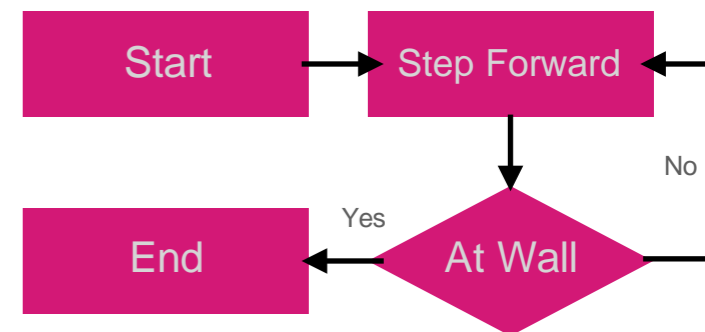 Start
Step Forward
No
Yes
End
At Wall